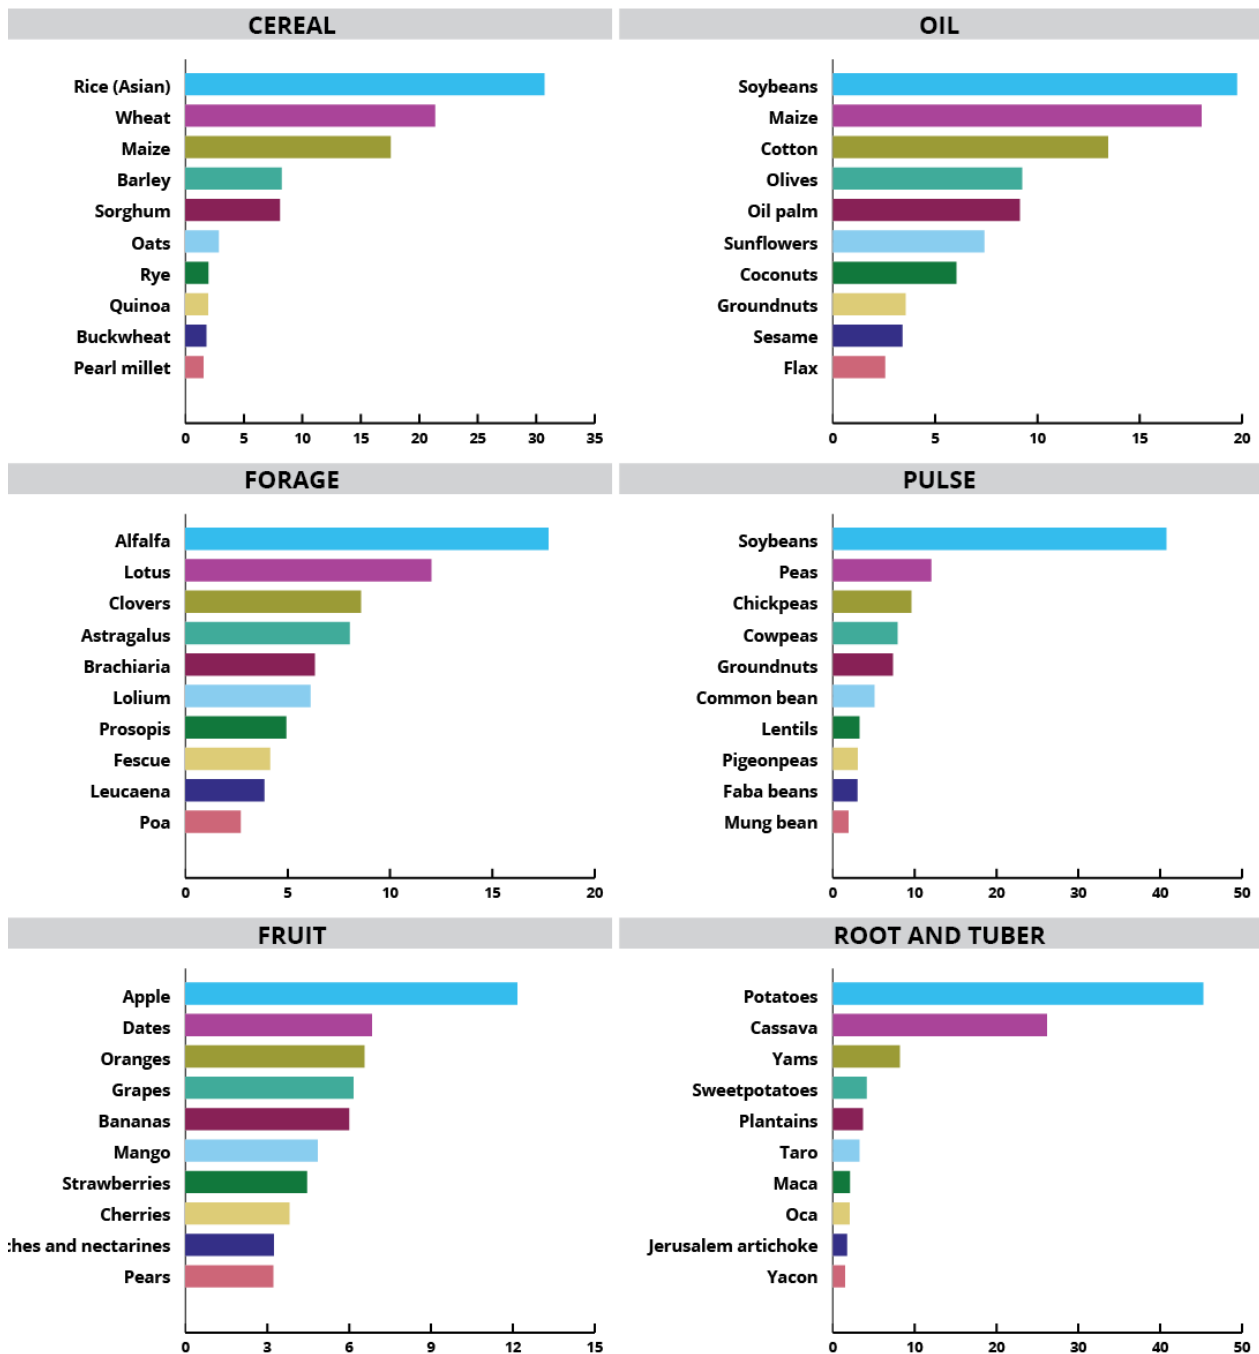 CEREAL
Rice (Asian)
Wheat
Maize
Barley
Sorghum
Oats
Rye
Quinoa
Buckwheat
Pearl millet
0 5 10 15 20 25 30 35
OIL
Soybeans
Maize
Cotton
Olives
Oil palm
Sunflowers
Coconuts
Groundnuts
Sesame
Flax
0 5 10 15 20
FORAGE
Alfalfa
Lotus
Clovers
Astragalus
Brachiaria
Lolium
Prosopis
Fescue
Leucaena
Poa
0 5 10 15 20
PULSE
Soybeans
Peas
Chickpeas
Cowpeas
Groundnuts
Common bean
Lentils
Pigeonpeas
Faba beans
Mung bean
0 10 20 30 40 50
FRUIT
Apple
Dates
Oranges
Grapes
Bananas
Mango
Strawberries
Cherries
ches and nectarines
Pears
0 3 6 9 12 15
ROOT AND TUBER
Potatoes
Cassava
Yams
Sweetpotatoes
Plantains
Taro
Maca
Oca
Jerusalem artichoke
Yacon
0 10 20 30 40 50